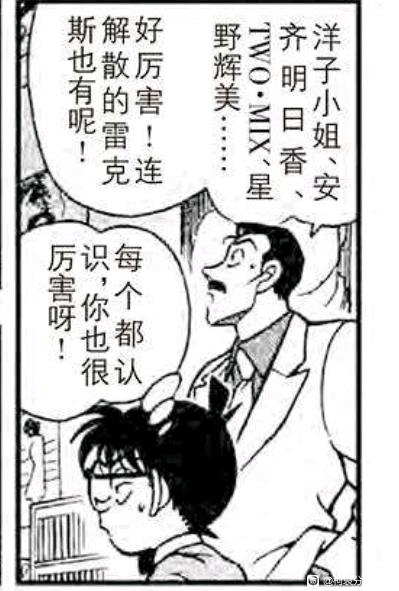 洋子小姐、安
齐明日香、
TWO·MIX、星
野辉美……
好厉害！连
解散的雷克
斯也有呢！
每个都认
识，你也很
厉害呀！